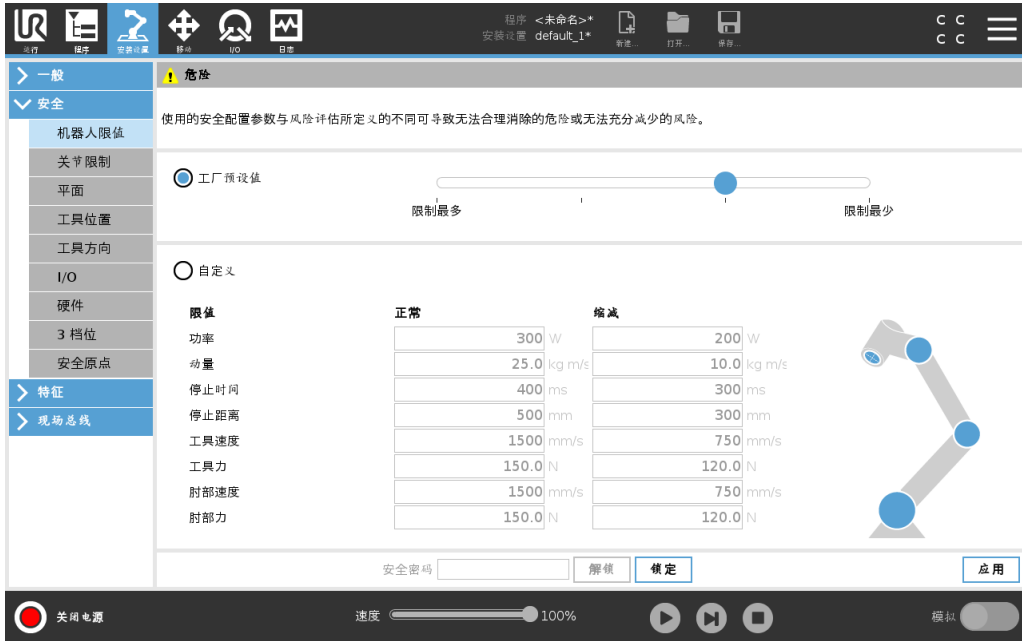 UR
程序 <未命名>*
安装设置 default_1*
C C
C C
运行 程序 安装设置 移动 I/O 日志 新建... 打开... 保存...
一般
安全
机器人限值
关节限制
平面
工具位置
工具方向
I/O
硬件
3 档位
安全原点
特征
现场总线
危险
使用的安全配置参数与风险评估所定义的不同可导致无法合理消除的危险或无法充分减少的风险。
工厂预设值
限制最多 限制最少
自定义
限值 正常 缩减
功率 300 W 200 W
动量 25.0 kg m/s 10.0 kg m/s
停止时间 400 ms 300 ms
停止距离 500 mm 300 mm
工具速度 1500 mm/s 750 mm/s
工具力 150.0 N 120.0 N
肘部速度 1500 mm/s 750 mm/s
肘部力 150.0 N 120.0 N
安全密码 解锁 锁定 应用
关闭电源 速度 100% 模拟